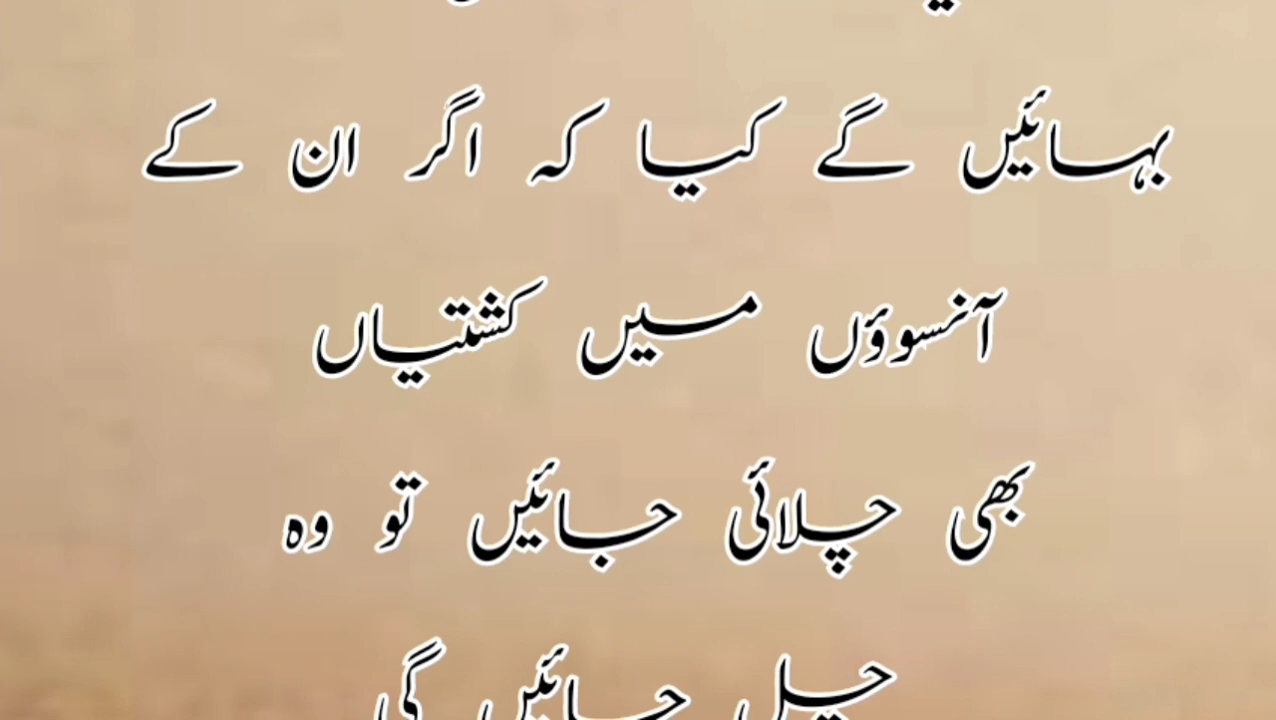 بہائیں گے کیا کہ اگر ان کے
آنسوؤں میں کشتیاں
بھی چلائی جائیں تو وہ
چل جائیں گی